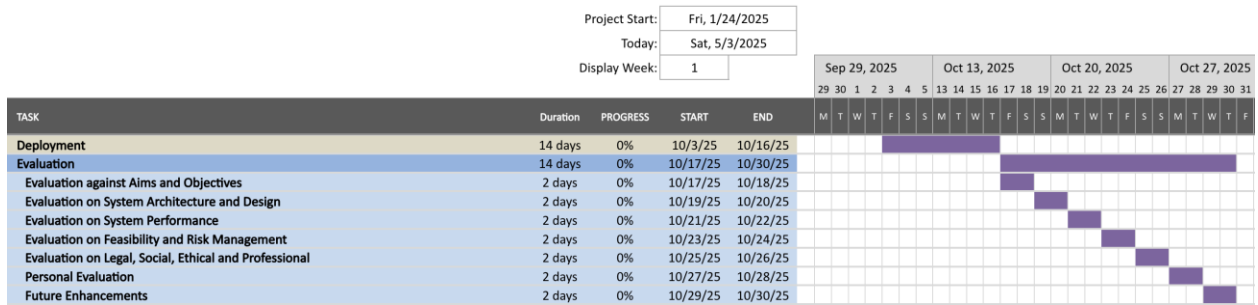 Project Start: Fri, 1/24/2025
Today: Sat, 5/3/2025
Display Week: 1
Sep 29, 2025 Oct 13, 2025 Oct 20, 2025 Oct 27, 2025
29 30 1 2 3 4 5 13 14 15 16 17 18 19 20 21 22 23 24 25 26 27 28 29 30 31
TASK Duration PROGRESS START END M T W T F S S M T W T F S S M T W T F S S M T W T F
Deployment 14 days 0% 10/3/25 10/16/25
Evaluation 14 days 0% 10/17/25 10/30/25
Evaluation against Aims and Objectives 2 days 0% 10/17/25 10/18/25
Evaluation on System Architecture and Design 2 days 0% 10/19/25 10/20/25
Evaluation on System Performance 2 days 0% 10/21/25 10/22/25
Evaluation on Feasibility and Risk Management 2 days 0% 10/23/25 10/24/25
Evaluation on Legal, Social, Ethical and Professional 2 days 0% 10/25/25 10/26/25
Personal Evaluation 2 days 0% 10/27/25 10/28/25
Future Enhancements 2 days 0% 10/29/25 10/30/25